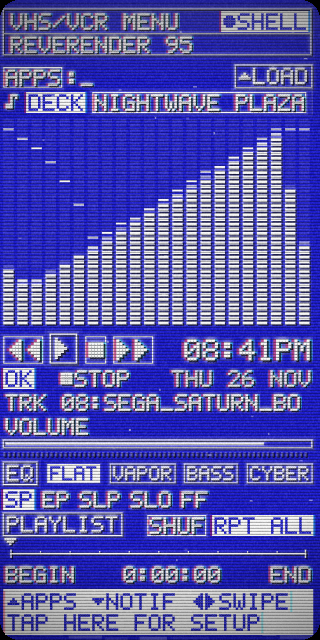 VHS/VCR MENU ●SHELL
REVERENDER 95
APPS:_ ▲LOAD
♪ DECK NIGHTWAVE PLAZA
08:41PM
OK ■STOP THU 26 NOV
TRK 08:SEGA_SATURN_BO
VOLUME
EQ FLAT VAPOR BASS CYBER
SP EP SLP SLO FF
PLAYLIST SHUF RPT ALL
BEGIN 0:00:00 END
▲APPS ▼NOTIF ◀▶SWIPE
TAP HERE FOR SETUP